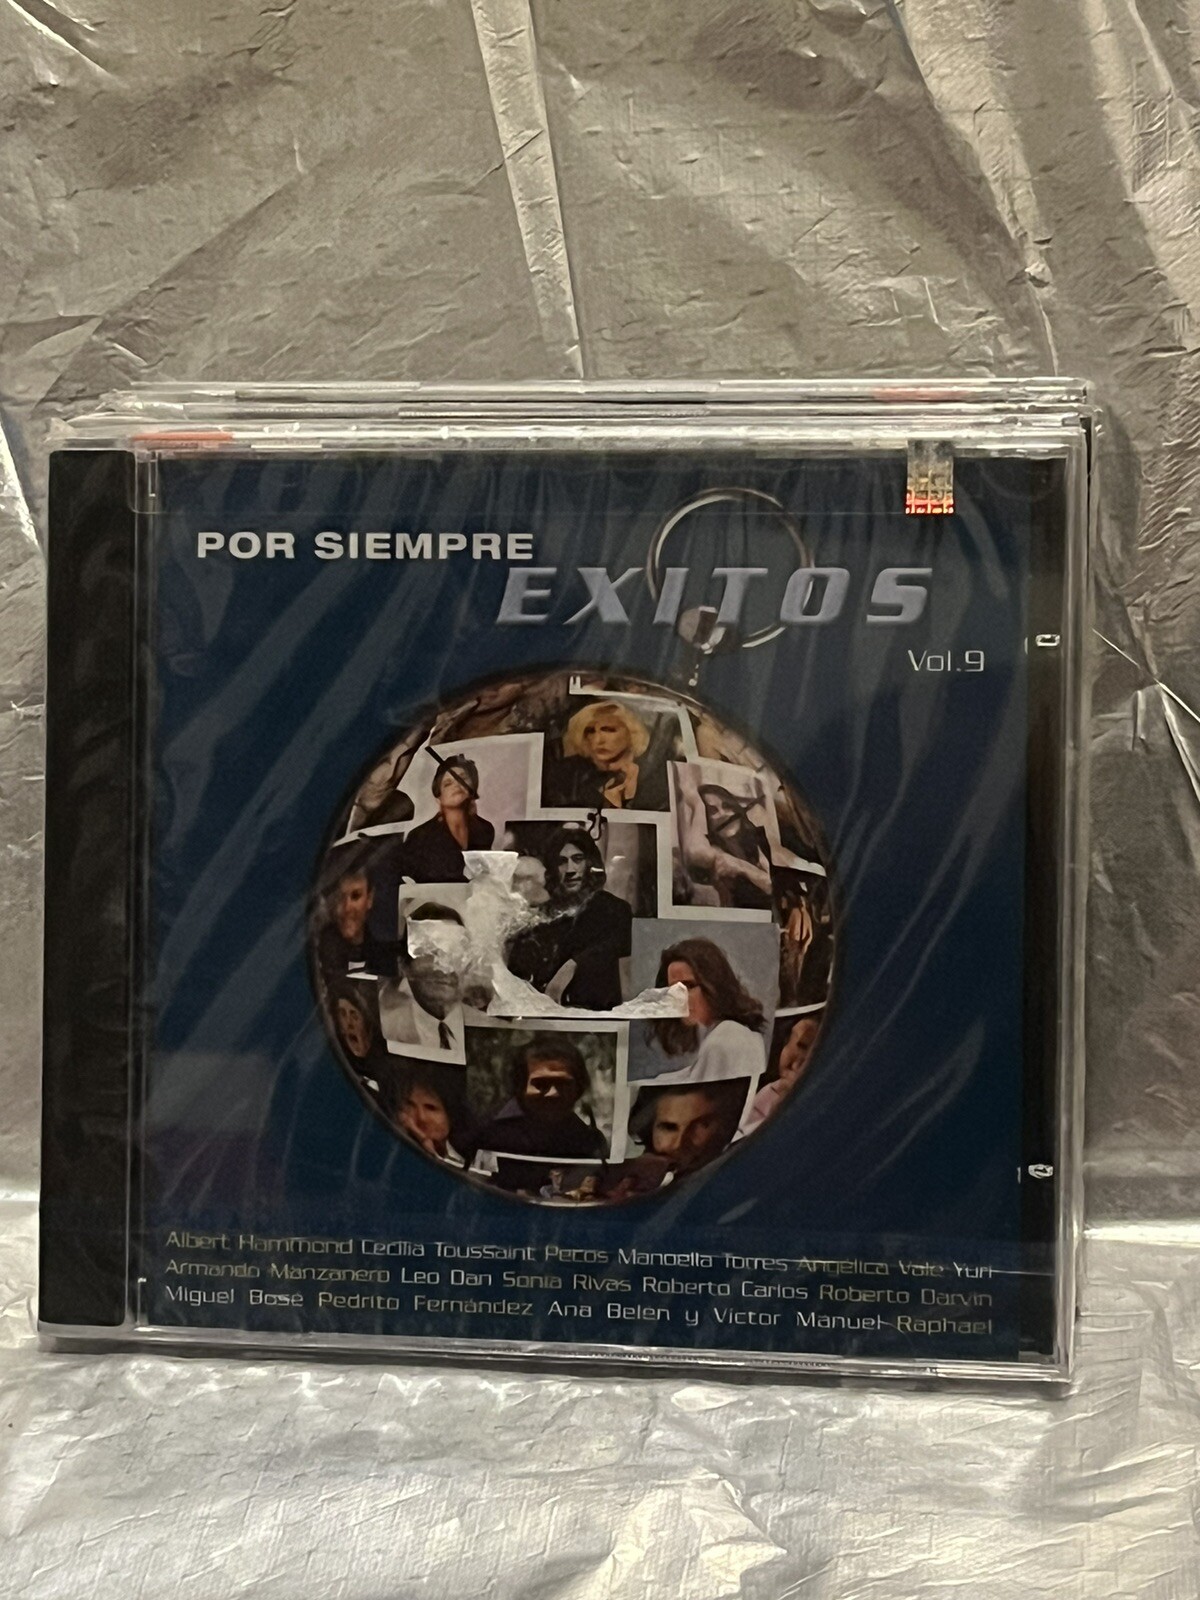 POR SIEMPRE
EXITOS
Vol.9
Albert Hammond Cecilia Toussaint Pecos Manoella Torres Angélica Vale Yuri
Armando Manzanero Leo Dan Sonia Rivas Roberto Carlos Roberto Darvin
Miguel Bosé Pedrito Fernández Ana Belen y Victor Manuel Raphael